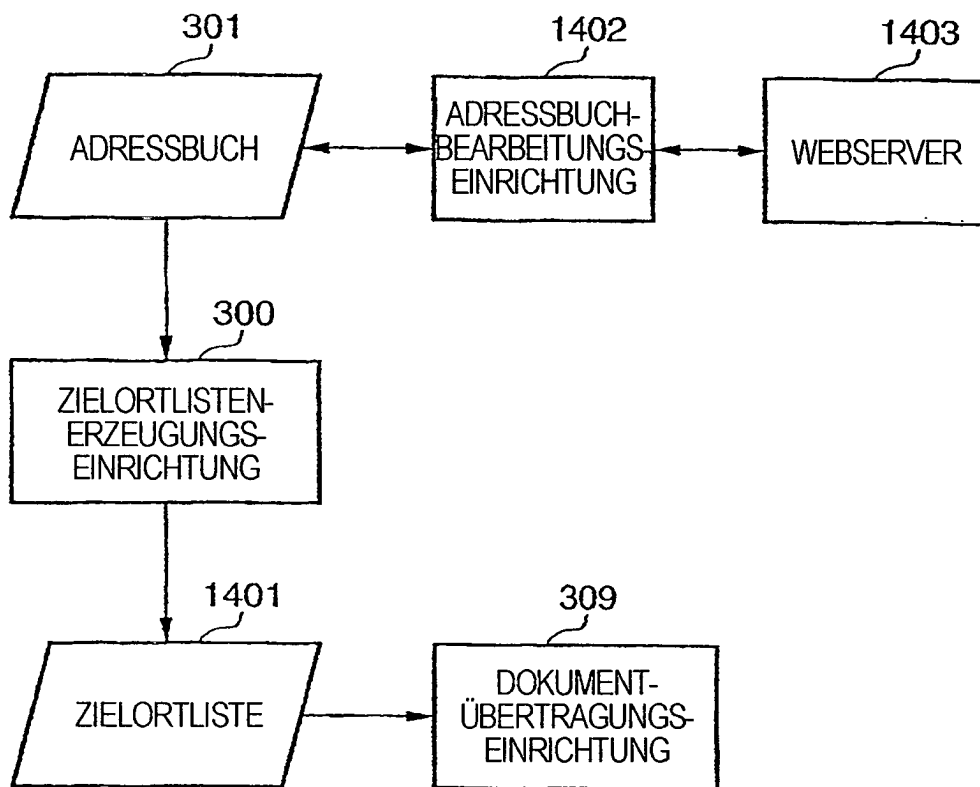 301
1402
1403
ADRESSBUCH
ADRESSBUCH-
BEARBEITUNGS-
EINRICHTUNG
WEBSERVER
300
ZIELORTLISTEN-
ERZEUGUNGS-
EINRICHTUNG
1401
309
ZIELORTLISTE
DOKUMENT-
ÜBERTRAGUNGS-
EINRICHTUNG